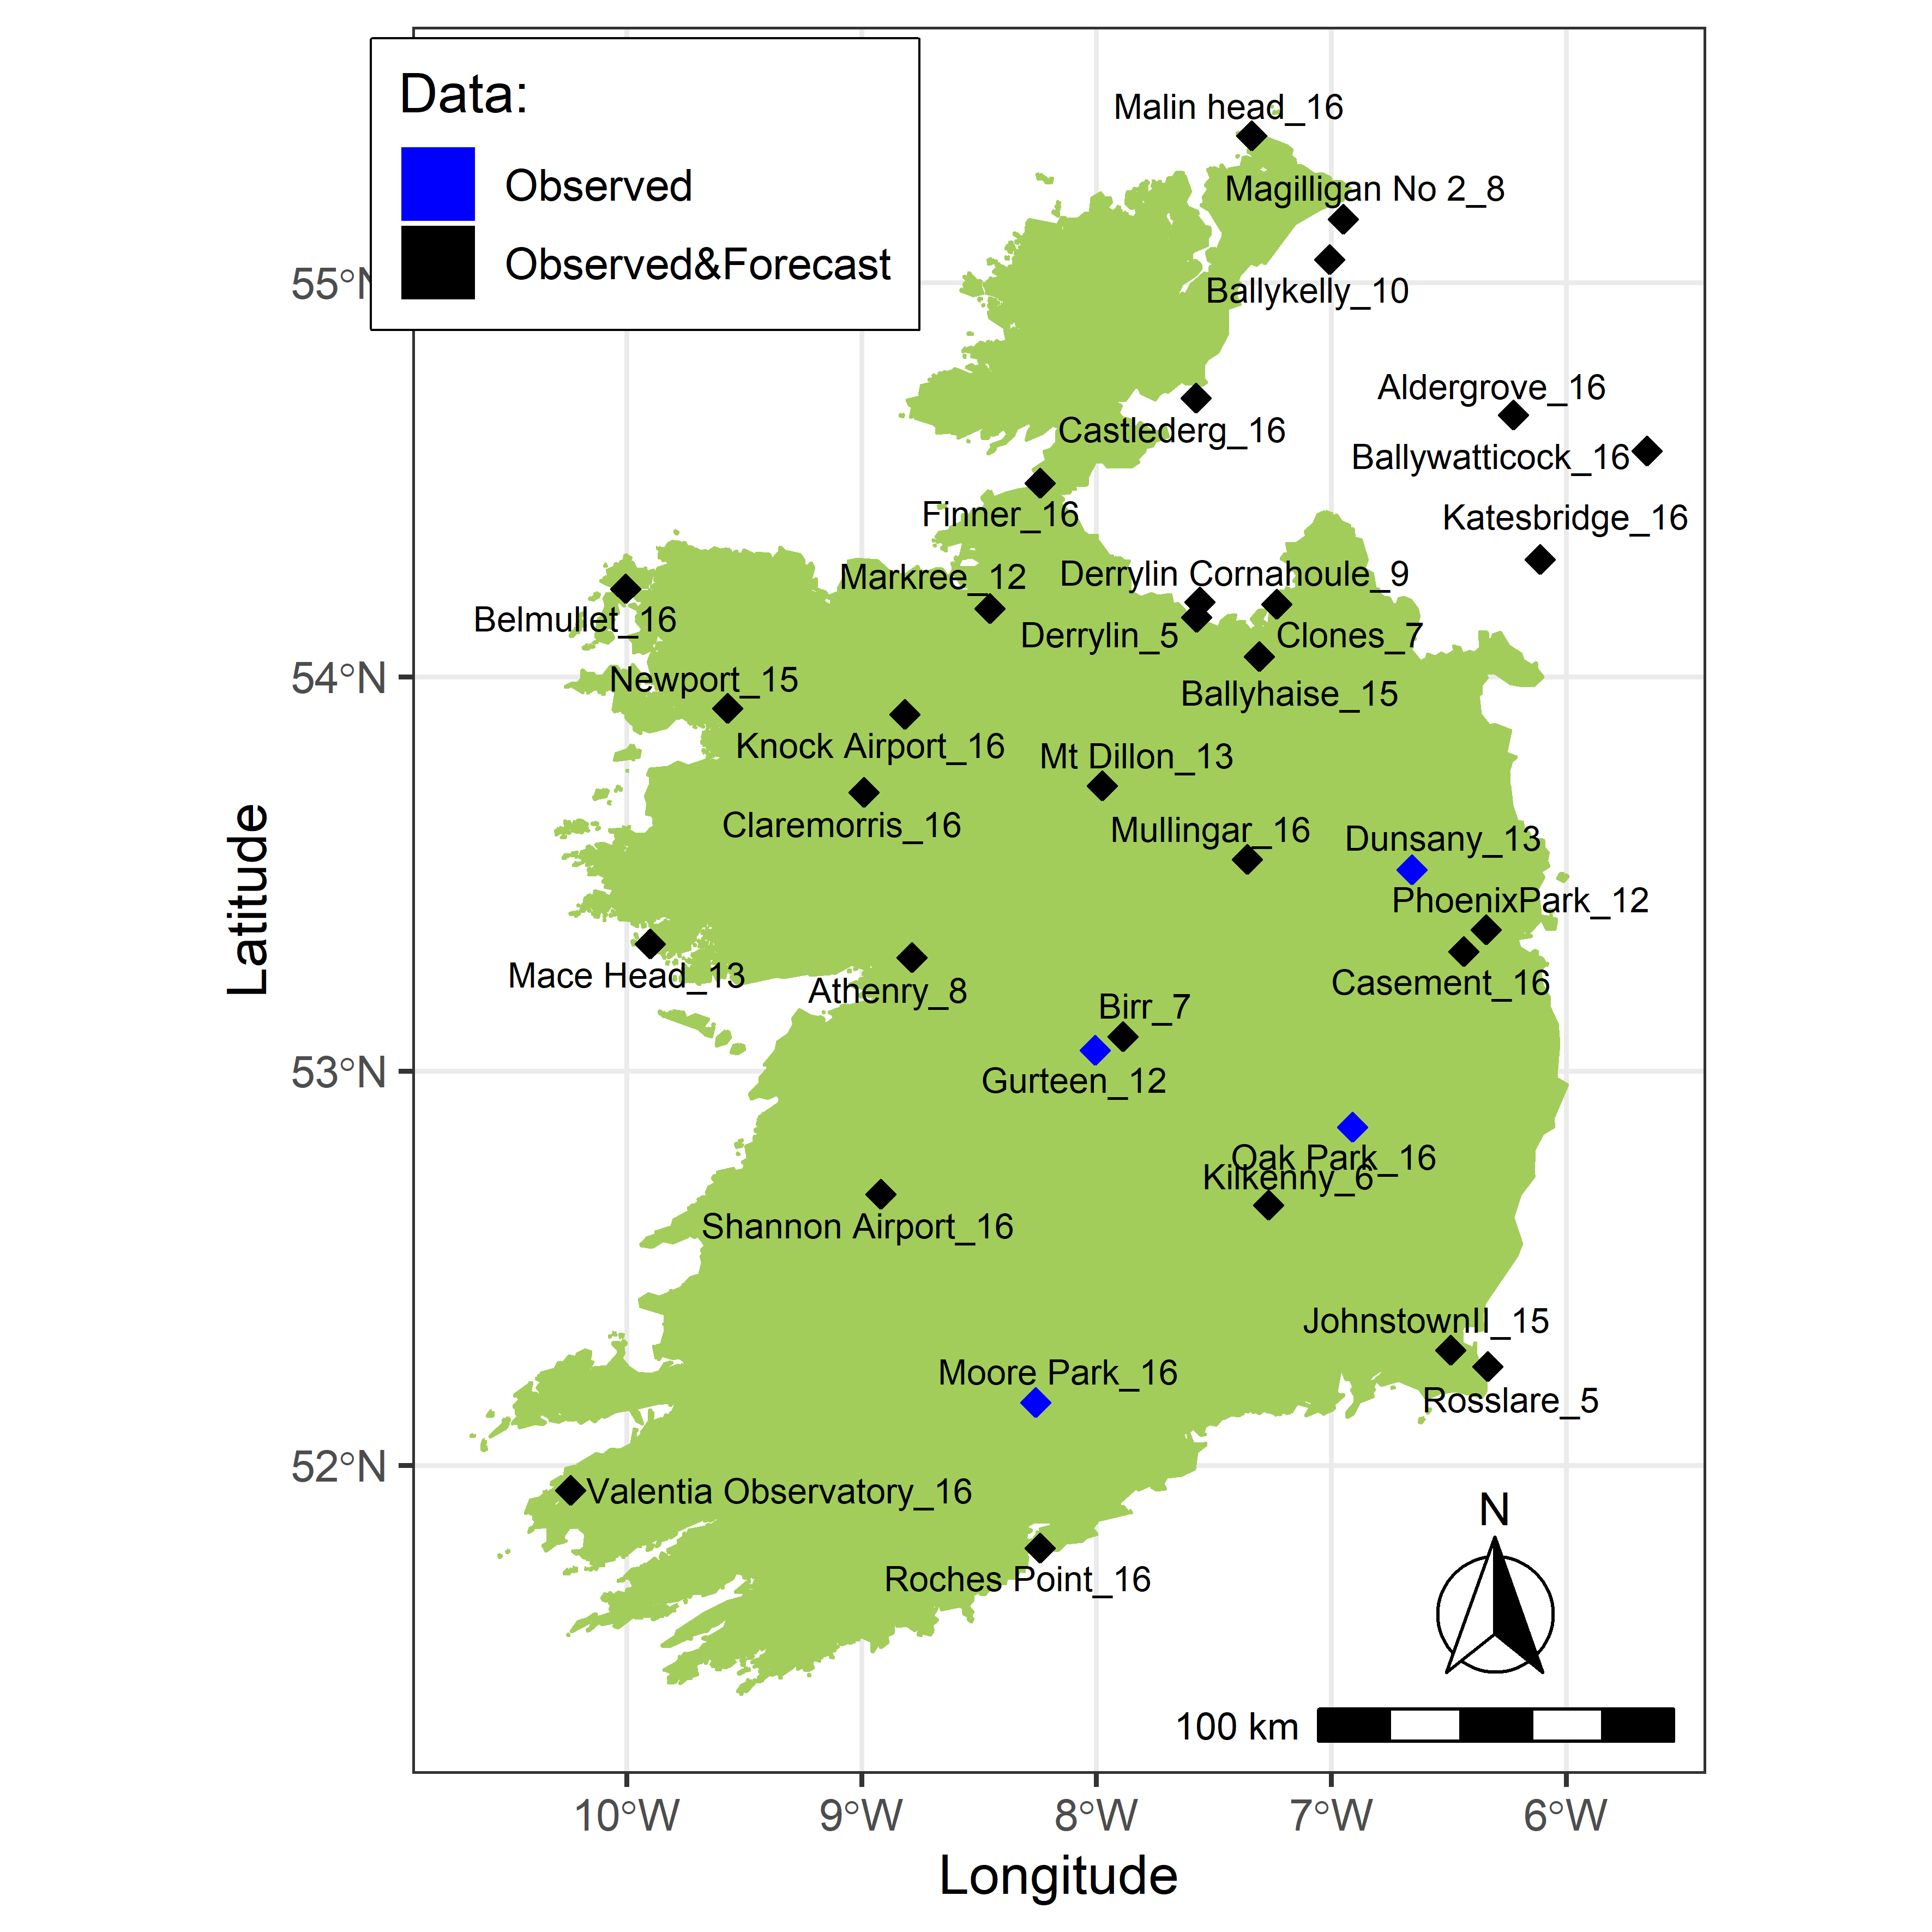 Data:
Observed
Observed&Forecast
Malin head_16
Magilligan No 2_8
55°N
Ballykelly_10
Aldergrove_16
Castlederg_16
Ballywatticock_16
Finner_16
Katesbridge_16
Markree_12
Derrylin Cornahoule_9
Belmullet_16
Derrylin_5
Clones_7
54°N
Newport_15
Ballyhaise_15
Knock Airport_16
Mt Dillon_13
Claremorris_16
Mullingar_16
Dunsany_13
PhoenixPark_12
Latitude
Mace Head_13
Athenry_8
Casement_16
Birr_7
53°N
Gurteen_12
Oak Park_16
Kilkenny_6
Shannon Airport_16
JohnstownII_15
Moore Park_16
Rosslare_5
52°N
Valentia Observatory_16
N
Roches Point_16
100 km
10°W
9°W
8°W
7°W
6°W
Longitude